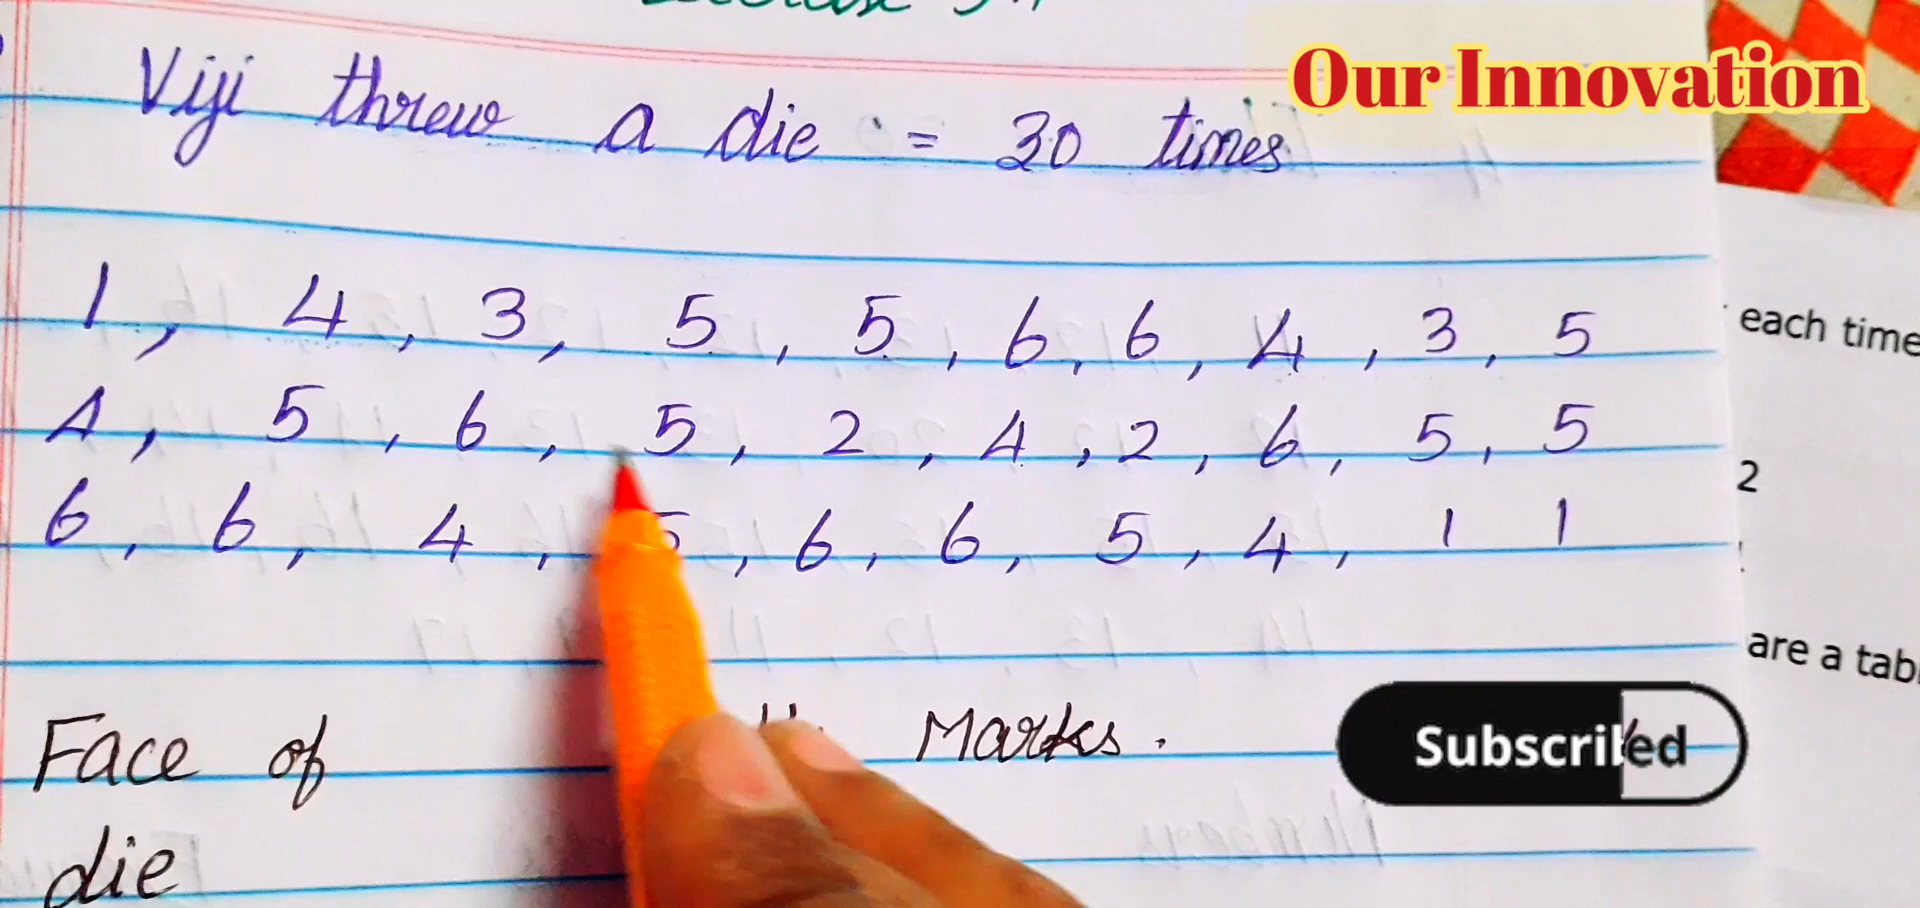 Our Innovation
Viji threw a die = 30 times
1, 4, 3, 5, 5, 6, 6, 4, 3, 5
4, 5, 6, 5, 2, 4, 2, 6, 5, 5
6, 6, 4, 5, 6, 6, 5, 4, 1 1
each time
2
are a tab
Face of Marks.
die
Subscribed